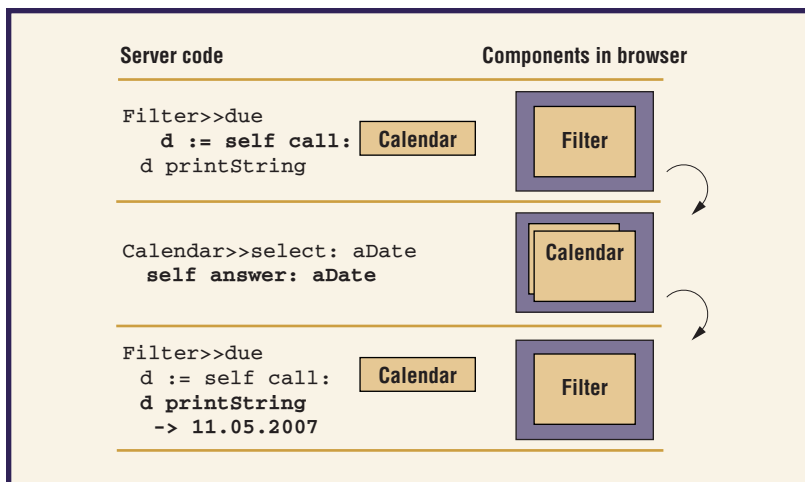 Server code Components in browser
Filter>>due
d := self call: Calendar Filter
d printString
Calendar>>select: aDate Calendar
self answer: aDate
Filter>>due
d := self call: Calendar Filter
d printString
-> 11.05.2007